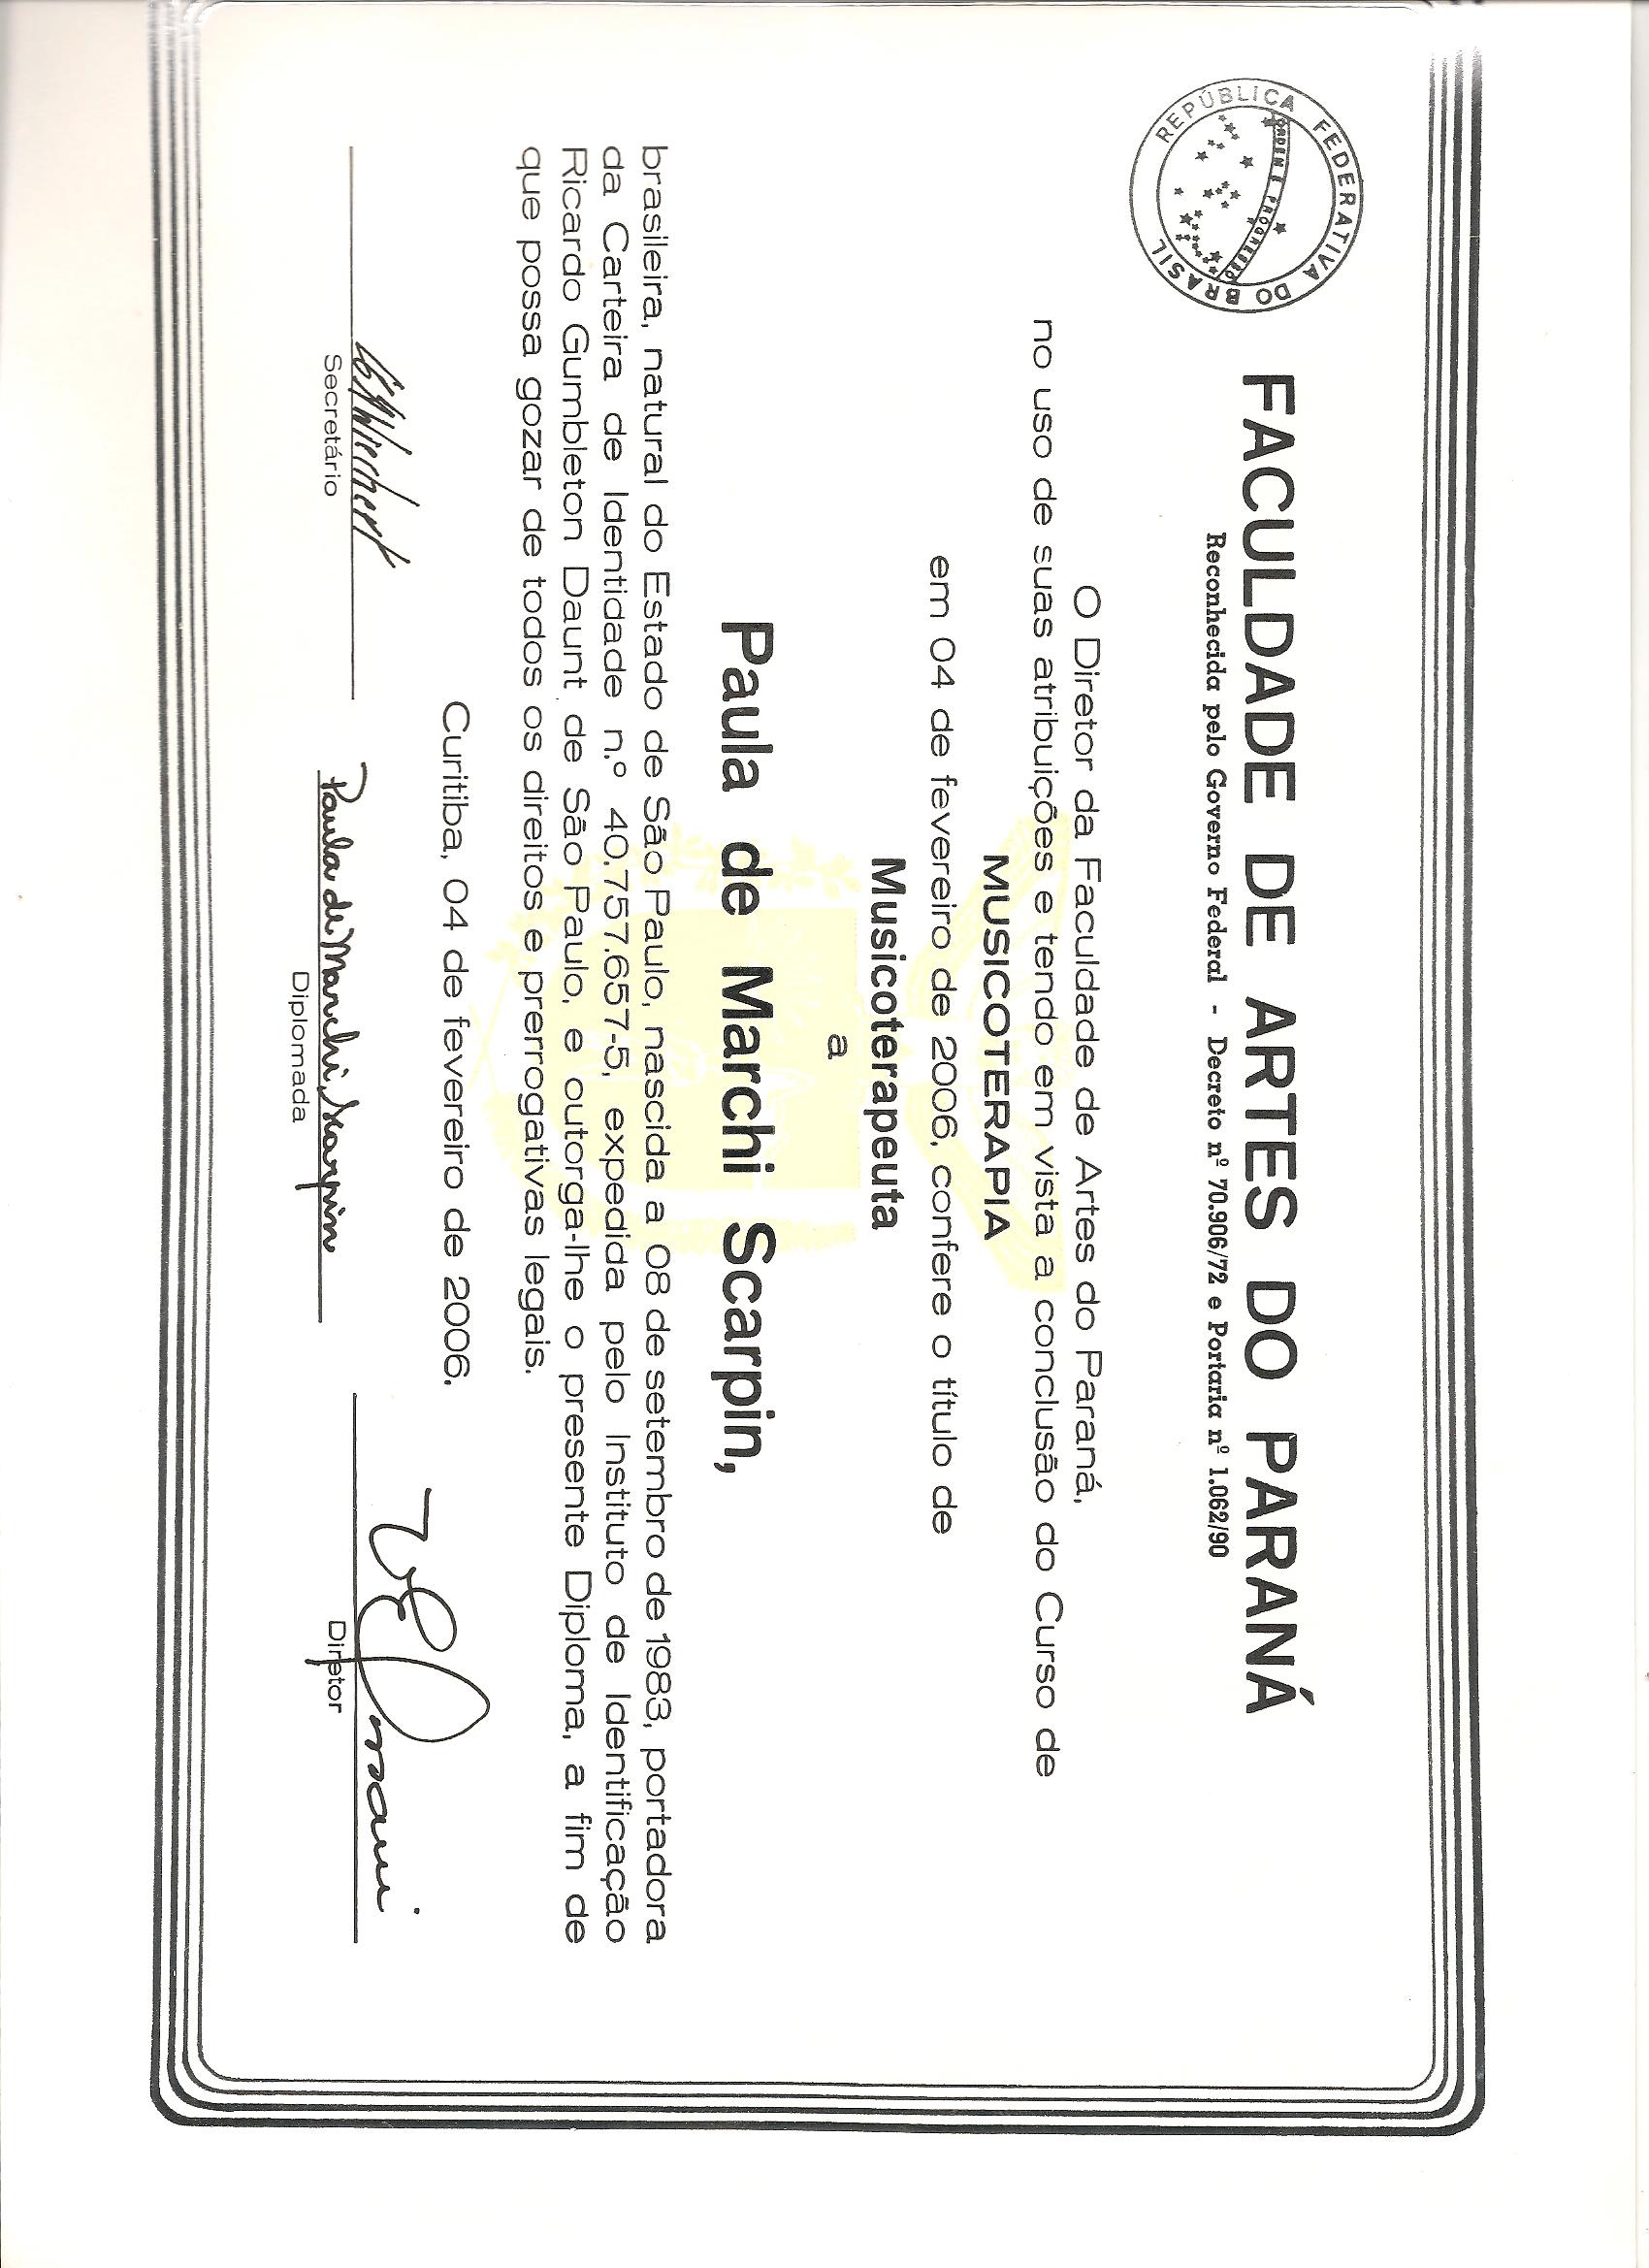 REPÚBLICA FEDERATIVA DO BRASIL
ORDEM E PROGRESSO
FACULDADE DE ARTES DO PARANÁ
Reconhecida pelo Governo Federal - Decreto nº 70.906/72 e Portaria nº 1.062/90
O Diretor da Faculdade de Artes do Paraná,
no uso de suas atribuições e tendo em vista a conclusão do Curso de
MUSICOTERAPIA
em 04 de fevereiro de 2006, confere o título de
Musicoterapeuta
a
Paula de Marchi Scarpin,
brasileira, natural do Estado de São Paulo, nascida a 08 de setembro de 1983, portadora
da Carteira de Identidade n.º 40.757.657-5, expedida pelo Instituto de Identificação
Ricardo Gumbleton Daunt de São Paulo, e outorga-lhe o presente Diploma, a fim de
que possa gozar de todos os direitos e prerrogativas legais.
Curitiba, 04 de fevereiro de 2006.
Paula de Marchi Scarpin
Secretário
Diplomada
Diretor